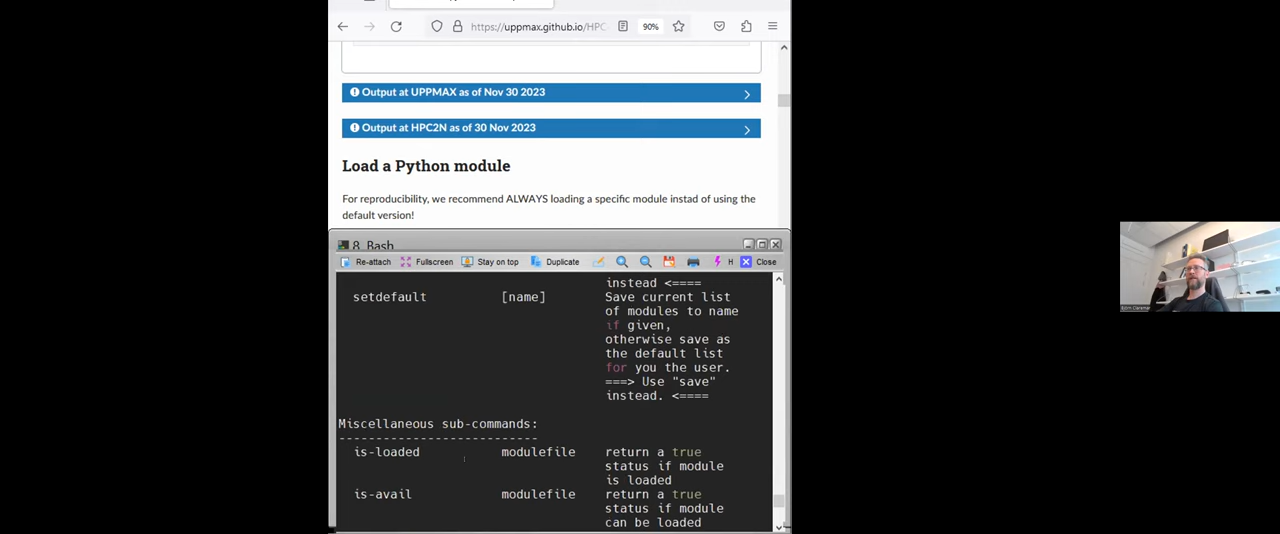 https://uppmax.github.io/HPC
90%
Output at UPPMAX as of Nov 30 2023
Output at HPC2N as of 30 Nov 2023
Load a Python module
For reproducibility, we recommend ALWAYS loading a specific module instad of using the
default version!
8. Bash
Re-attach Fullscreen Stay on top Duplicate H Close
instead <====
setdefault [name] Save current list
of modules to name
if given,
otherwise save as
the default list
for you the user.
===> Use "save"
instead. <====
Miscellaneous sub-commands:
---------------------------
is-loaded modulefile return a true
status if module
is loaded
is-avail modulefile return a true
status if module
can be loaded